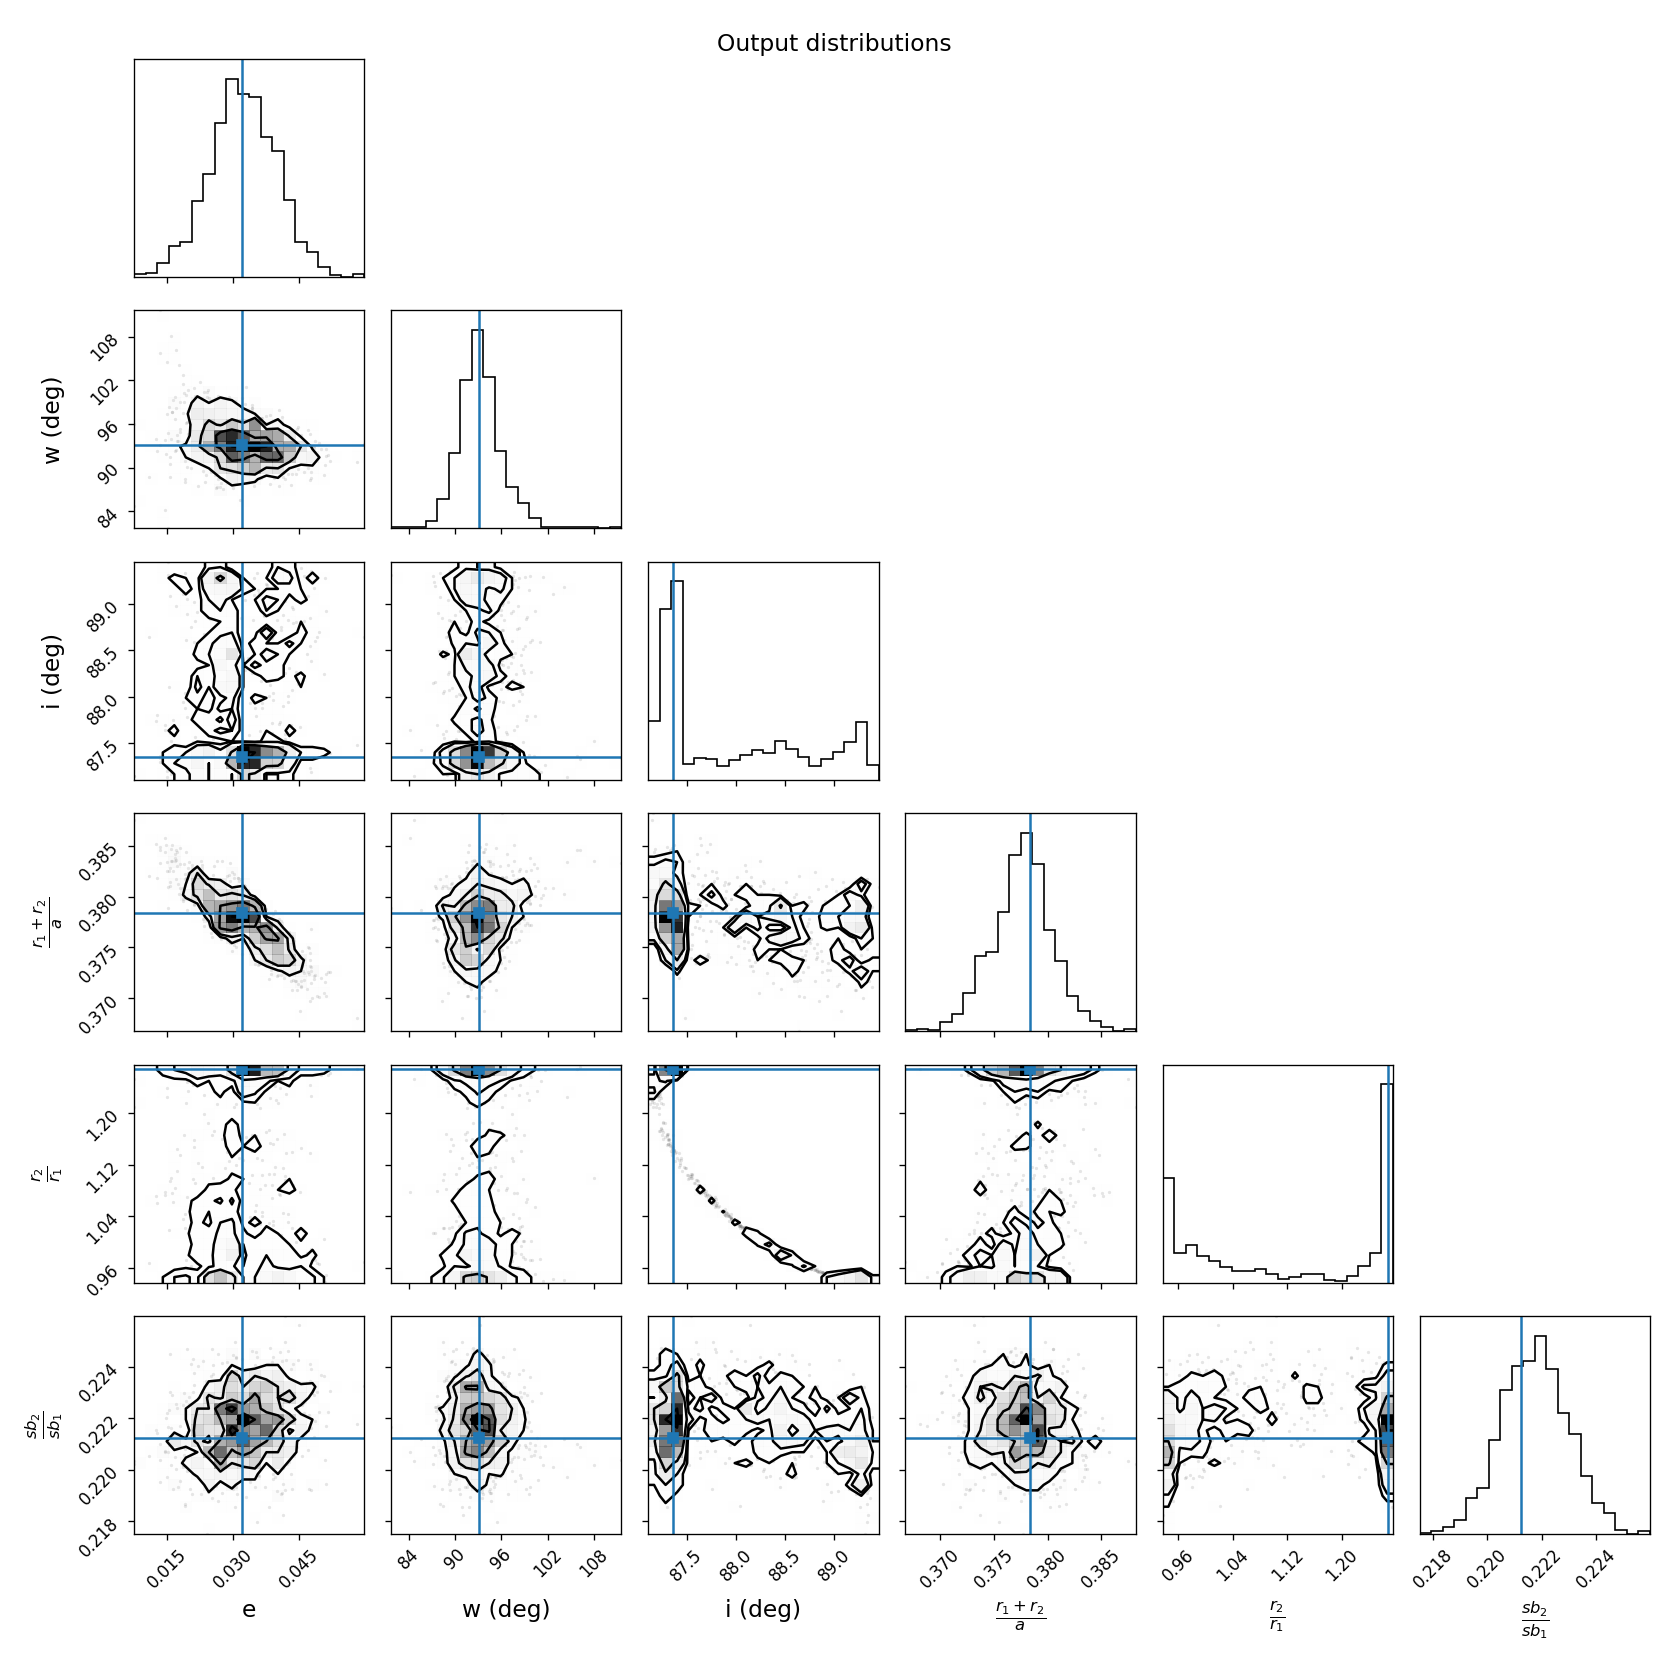 Output distributions
w (deg)
108
102
96
90
84
i (deg)
89.0
88.5
88.0
87.5
r₁ + r₂
a
0.385
0.380
0.375
0.370
r₂
r₁
1.20
1.12
1.04
0.96
sb₂
sb₁
0.224
0.222
0.220
0.218
0.015 0.030 0.045
84 90 96 102 108
87.5 88.0 88.5 89.0
0.370 0.375 0.380 0.385
0.96 1.04 1.12 1.20
0.218 0.220 0.222 0.224
e
w (deg)
i (deg)
r₁ + r₂
a
r₂
r₁
sb₂
sb₁